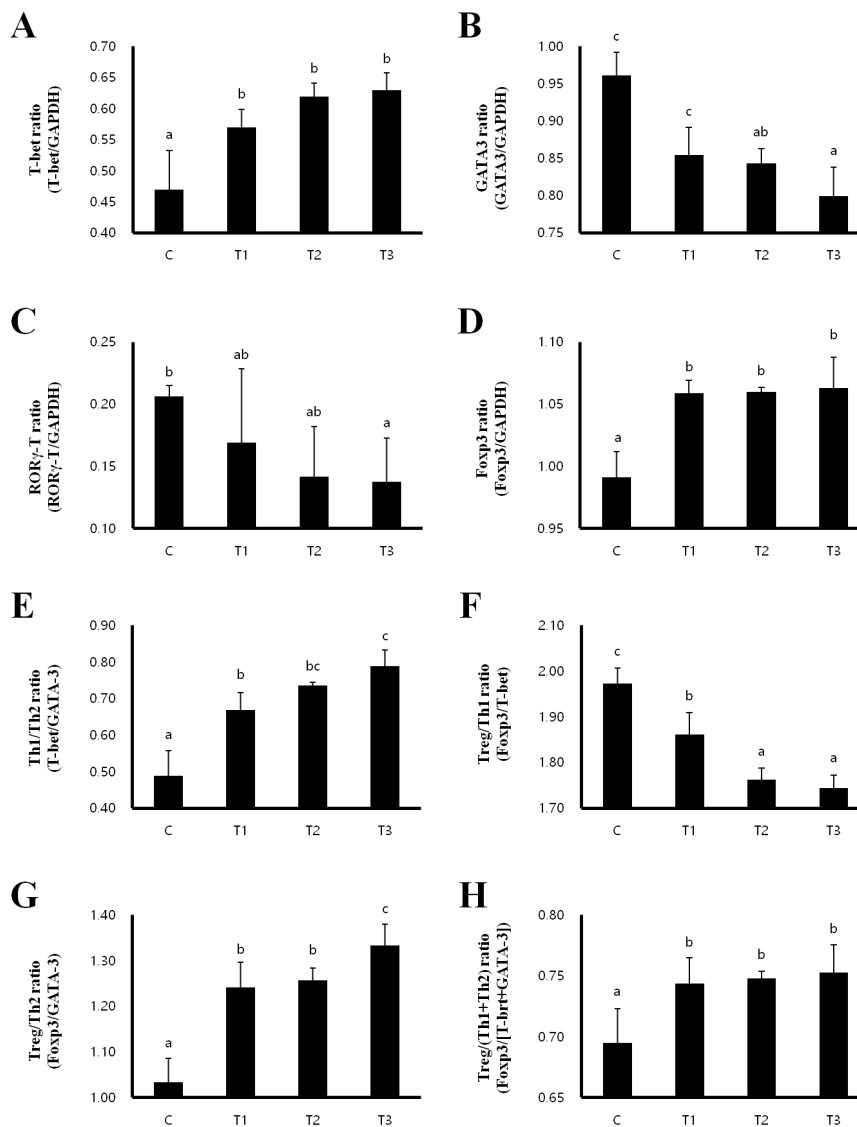 A
T-bet ratio
(T-bet/GAPDH)
0.70
0.65
0.60
0.55
0.50
0.45
0.40
a
b
b
b
C
T1
T2
T3
B
GATA3 ratio
(GATA3/GAPDH)
1.00
0.95
0.90
0.85
0.80
0.75
c
c
ab
a
C
T1
T2
T3
C
RORγ-T ratio
(RORγ-T/GAPDH)
0.25
0.20
0.15
0.10
b
ab
ab
a
C
T1
T2
T3
D
Foxp3 ratio
(Foxp3/GAPDH)
1.10
1.05
1.00
0.95
a
b
b
b
C
T1
T2
T3
E
Th1/Th2 ratio
(T-bet/GATA-3)
0.90
0.80
0.70
0.60
0.50
0.40
a
b
bc
c
C
T1
T2
T3
F
Treg/Th1 ratio
(Foxp3/T-bet)
2.10
2.00
1.90
1.80
1.70
c
b
a
a
C
T1
T2
T3
G
Treg/Th2 ratio
(Foxp3/GATA-3)
1.40
1.30
1.20
1.10
1.00
a
b
b
c
C
T1
T2
T3
H
Treg/(Th1+Th2) ratio
(Foxp3/[T-brt+GATA-3]
0.80
0.75
0.70
0.65
a
b
b
b
C
T1
T2
T3